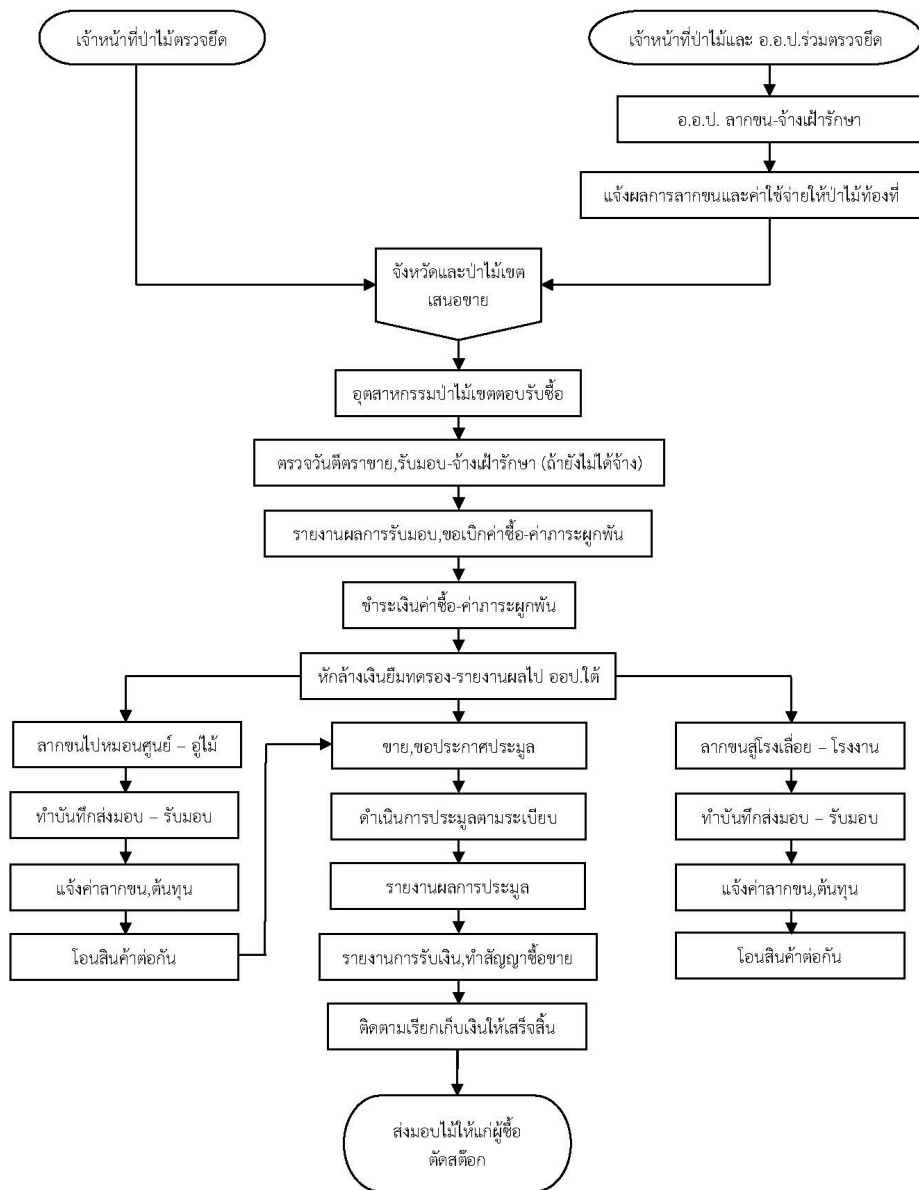 เจ้าหน้าที่ป่าไม้ตรวจยึด
เจ้าหน้าที่ป่าไม้และ อ.อ.ป.ร่วมตรวจยึด
อ.อ.ป. ลากขน-จ้างเฝ้ารักษา
แจ้งผลการลากขนและค่าใช้จ่ายให้ป่าไม้ท้องที่
จังหวัดและป่าไม้เขต
เสนอขาย
อุตสาหกรรมป่าไม้เขตตอบรับซื้อ
ตรวจวันตีตราขาย,รับมอบ-จ้างเฝ้ารักษา (ถ้ายังไม่ได้จ้าง)
รายงานผลการรับมอบ,ขอเบิกค่าซื้อ-ค่าภาระผูกพัน
ชำระเงินค่าซื้อ-ค่าภาระผูกพัน
หักล้างเงินยืมทดรอง-รายงานผลไป ออป.ใต้
ลากขนไปหมอนศูนย์ – อู่ไม้
ทำบันทึกส่งมอบ – รับมอบ
แจ้งค่าลากขน,ต้นทุน
โอนสินค้าต่อกัน
ขาย,ขอประกาศประมูล
ดำเนินการประมูลตามระเบียบ
รายงานผลการประมูล
รายงานการรับเงิน,ทำสัญญาซื้อขาย
ติดตามเรียกเก็บเงินให้เสร็จสิ้น
ส่งมอบไม้ให้แก่ผู้ซื้อ
ตัดสต๊อก
ลากขนสู่โรงเลื่อย – โรงงาน
ทำบันทึกส่งมอบ – รับมอบ
แจ้งค่าลากขน,ต้นทุน
โอนสินค้าต่อกัน